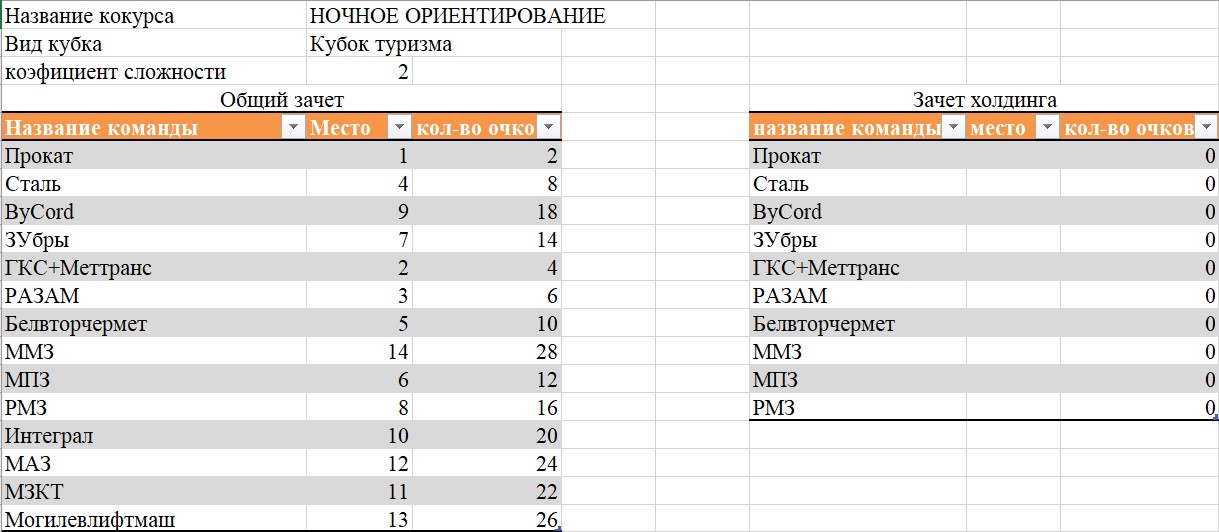 Название кокурса НОЧНОЕ ОРИЕНТИРОВАНИЕ
Вид кубка Кубок туризма
коэфициент сложности 2
Общий зачет Зачет холдинга
Название команды Место кол-во очко название команды место кол-во очков
Прокат 1 2 Прокат 0
Сталь 4 8 Сталь 0
ByCord 9 18 ByCord 0
ЗУбры 7 14 ЗУбры 0
ГКС+Меттранс 2 4 ГКС+Меттранс 0
РАЗАМ 3 6 РАЗАМ 0
Белвторчермет 5 10 Белвторчермет 0
ММЗ 14 28 ММЗ 0
МПЗ 6 12 МПЗ 0
РМЗ 8 16 РМЗ 0
Интеграл 10 20
МАЗ 12 24
МЗКТ 11 22
Могилевлифтмаш 13 26